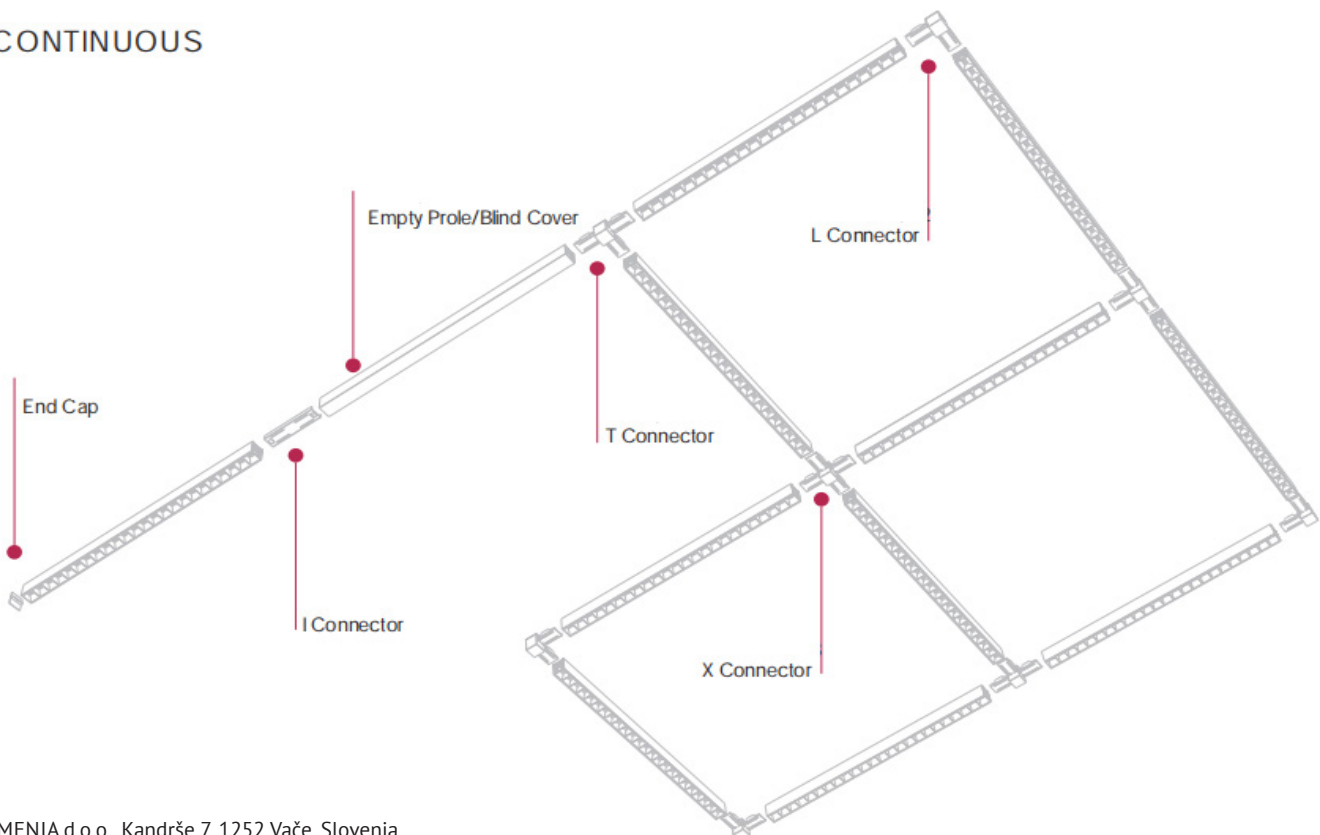 CONTINUOUS
Empty Prole/Blind Cover
L Connector
End Cap
T Connector
I Connector
X Connector
MENIA d.o.o., Kandrše 7, 1252 Vače, Slovenia